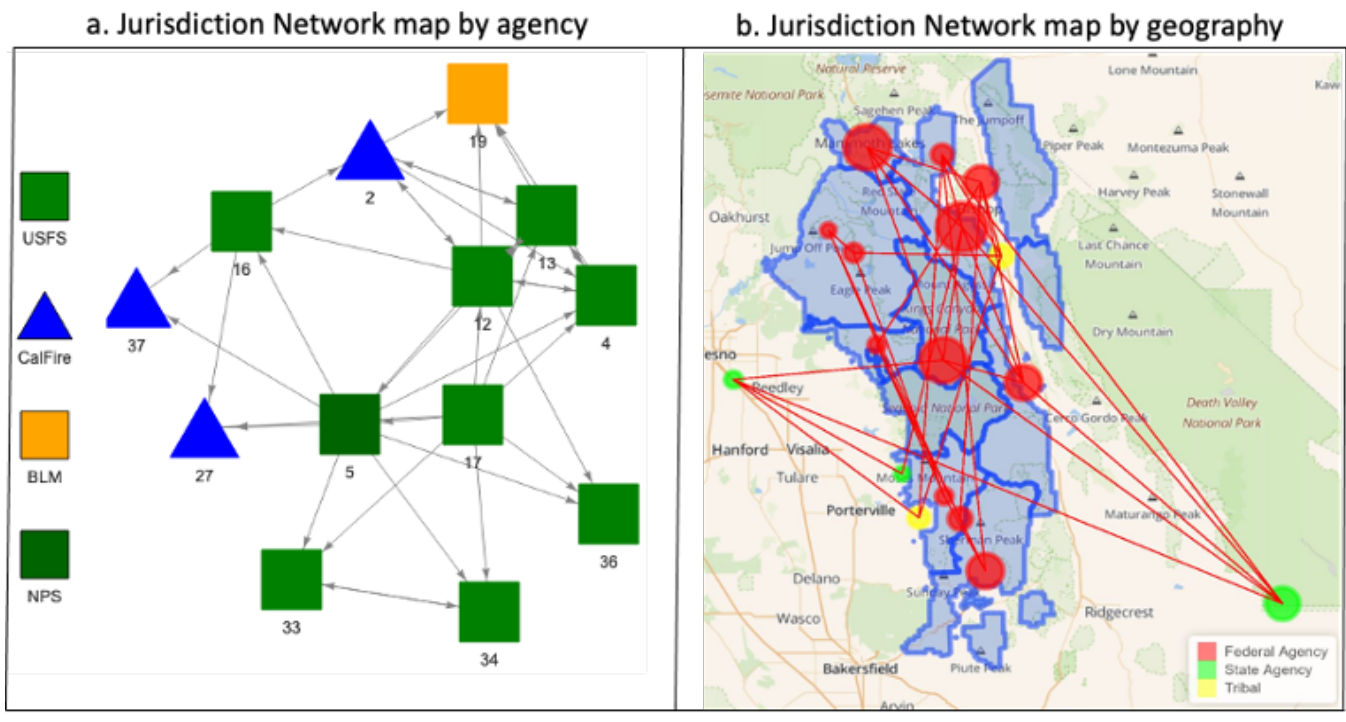 a. Jurisdiction Network map by agency
b. Jurisdiction Network map by geography
USFS
CalFire
BLM
NPS
19
2
13
16
12
4
37
5
17
27
36
33
34
Natural Reserve
Lone Mountain
Kaw
semite National Park
Sagehen Peak
The Jumpoff
Piper Peak
Montezuma Peak
Harvey Peak
Stonewall
Mountain
Oakhurst
Last Chance
Mountain
Eagle Peak
Dry Mountain
esno
Reedley
Death Valley
National Park
Cerro Gordo Peak
Hanford
Visalia
Tulare
Porterville
Maturango Peak
Delano
Ridgecrest
Wasco
Bakersfield
Piute Peak
Arvin
Federal Agency
State Agency
Tribal